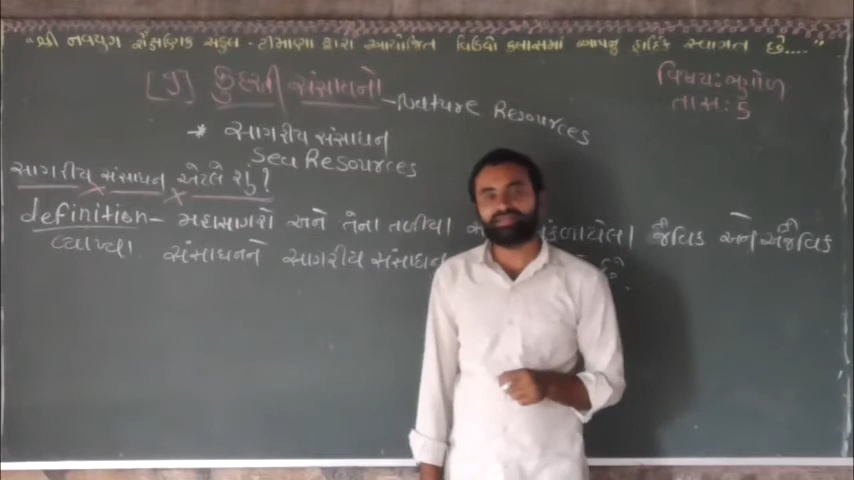 "શ્રી નવયુગ શૈક્ષણિક સંકુલ - ટીમાણા દ્વારા આયોજિત વિડિયો ક્લાસમાં આપનું હાર્દિક સ્વાગત છે...."
વિષય: ભૂગોળ
તાસ: 5
કુદરતી સંસાધનો - Nature Resources
* સાગરીય સંસાધન
Sea Resources
સાગરીય સંસાધન એટલે શું?
definition - મહાસાગરો અને તેના તળીયા સંકળાયેલા જૈવિક અને અજૈવિક
વ્યાખ્યા સંસાધનને સાગરીય સંસાધન છે.